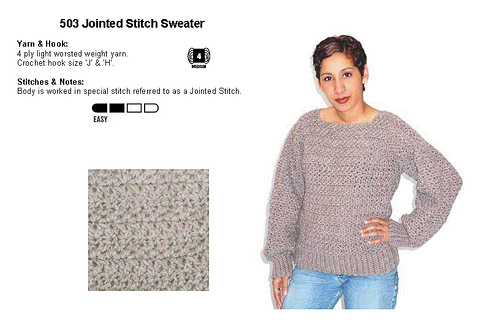 503 Jointed Stitch Sweater
Yarn & Hook:
4 ply light worsted weight yarn.
Crochet hook size 'J' & 'H'.
4
MEDIUM
Stitches & Notes:
Body is worked in special stitch referred to as a Jointed Stitch.
EASY